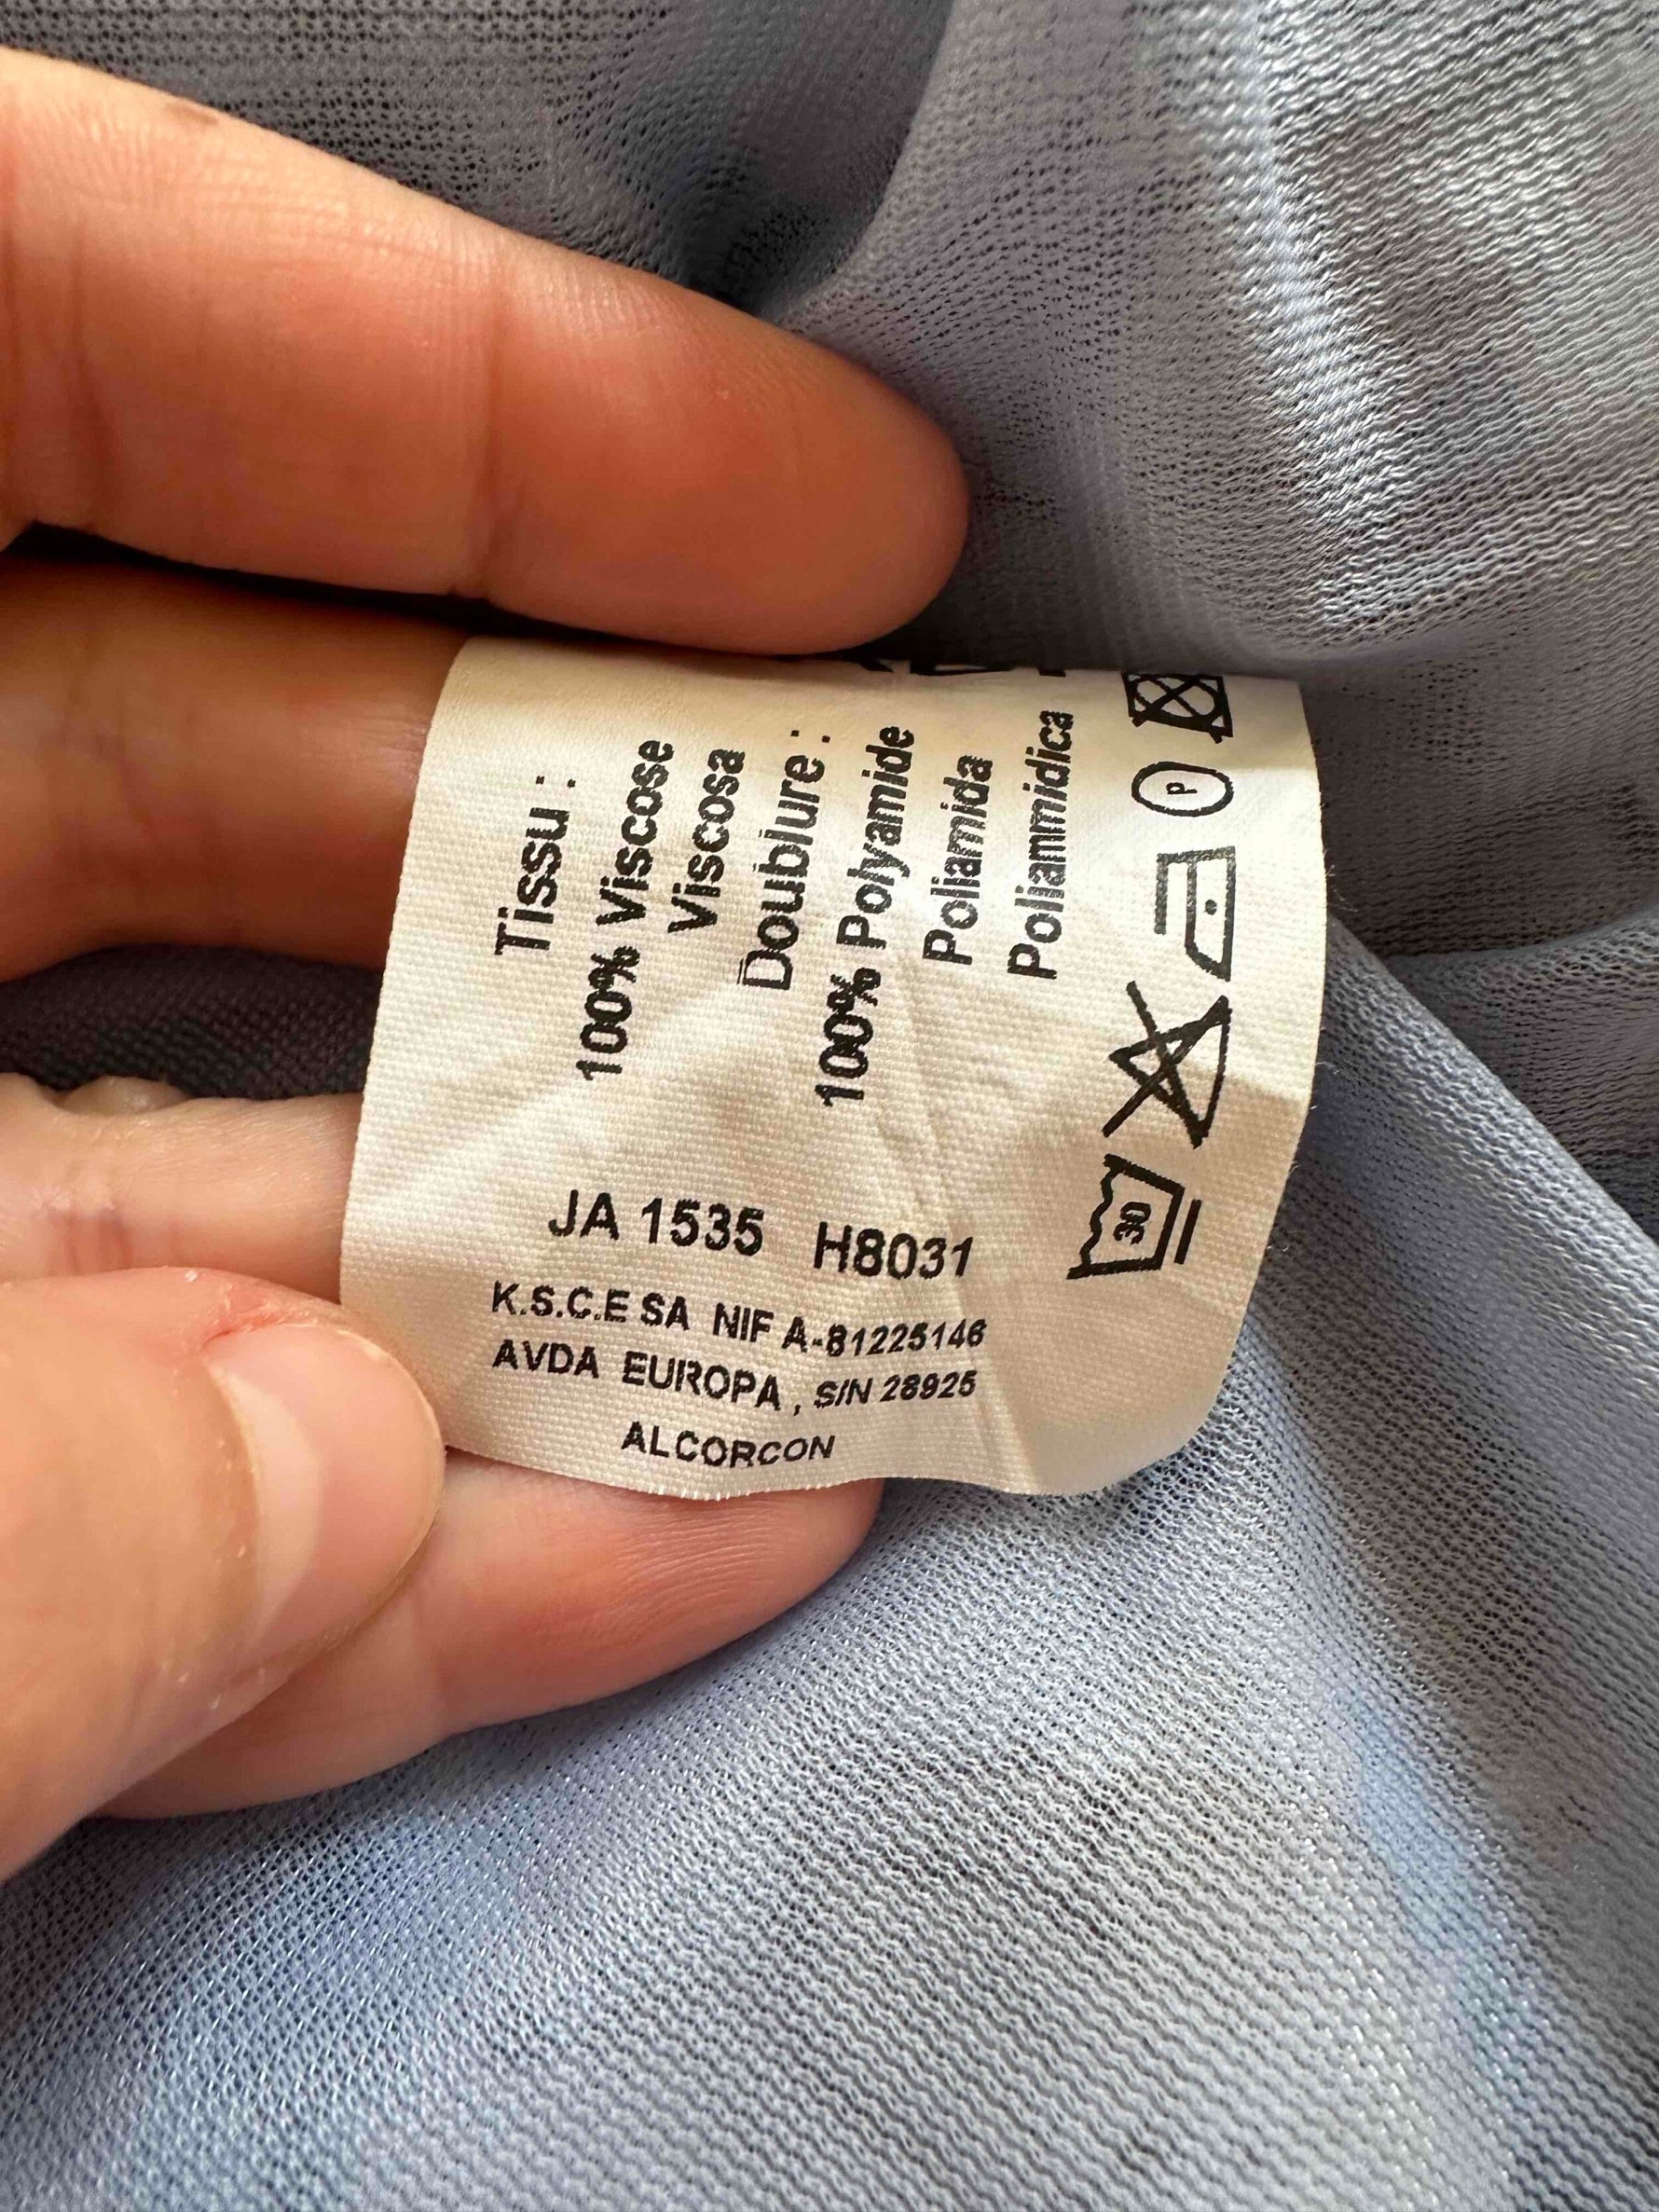 Tissu :
100% Viscose
Viscosa
Doublure :
100% Polyamide
Poliamida
Poliammidica
30
P
JA 1535 H8031
K.S.C.E SA NIF A-81225146
AVDA EUROPA, S/N 28925
ALCORCON